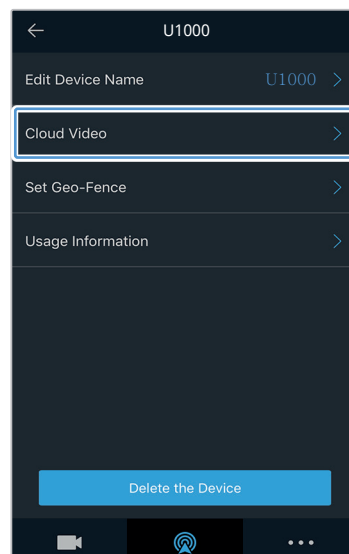 U1000
Edit Device Name U1000
Cloud Video
Set Geo-Fence
Usage Information
Delete the Device